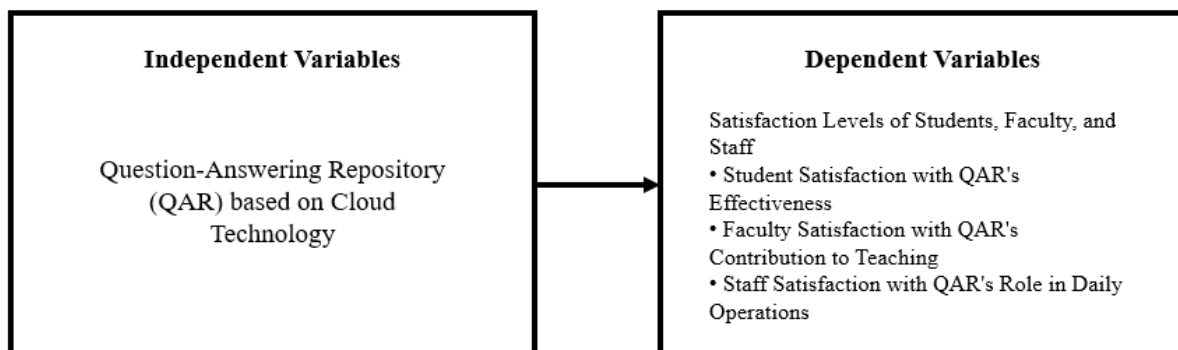 Independent Variables
Question-Answering Repository
(QAR) based on Cloud
Technology
Dependent Variables
Satisfaction Levels of Students, Faculty, and
Staff
• Student Satisfaction with QAR's
Effectiveness
• Faculty Satisfaction with QAR's
Contribution to Teaching
• Staff Satisfaction with QAR's Role in Daily
Operations